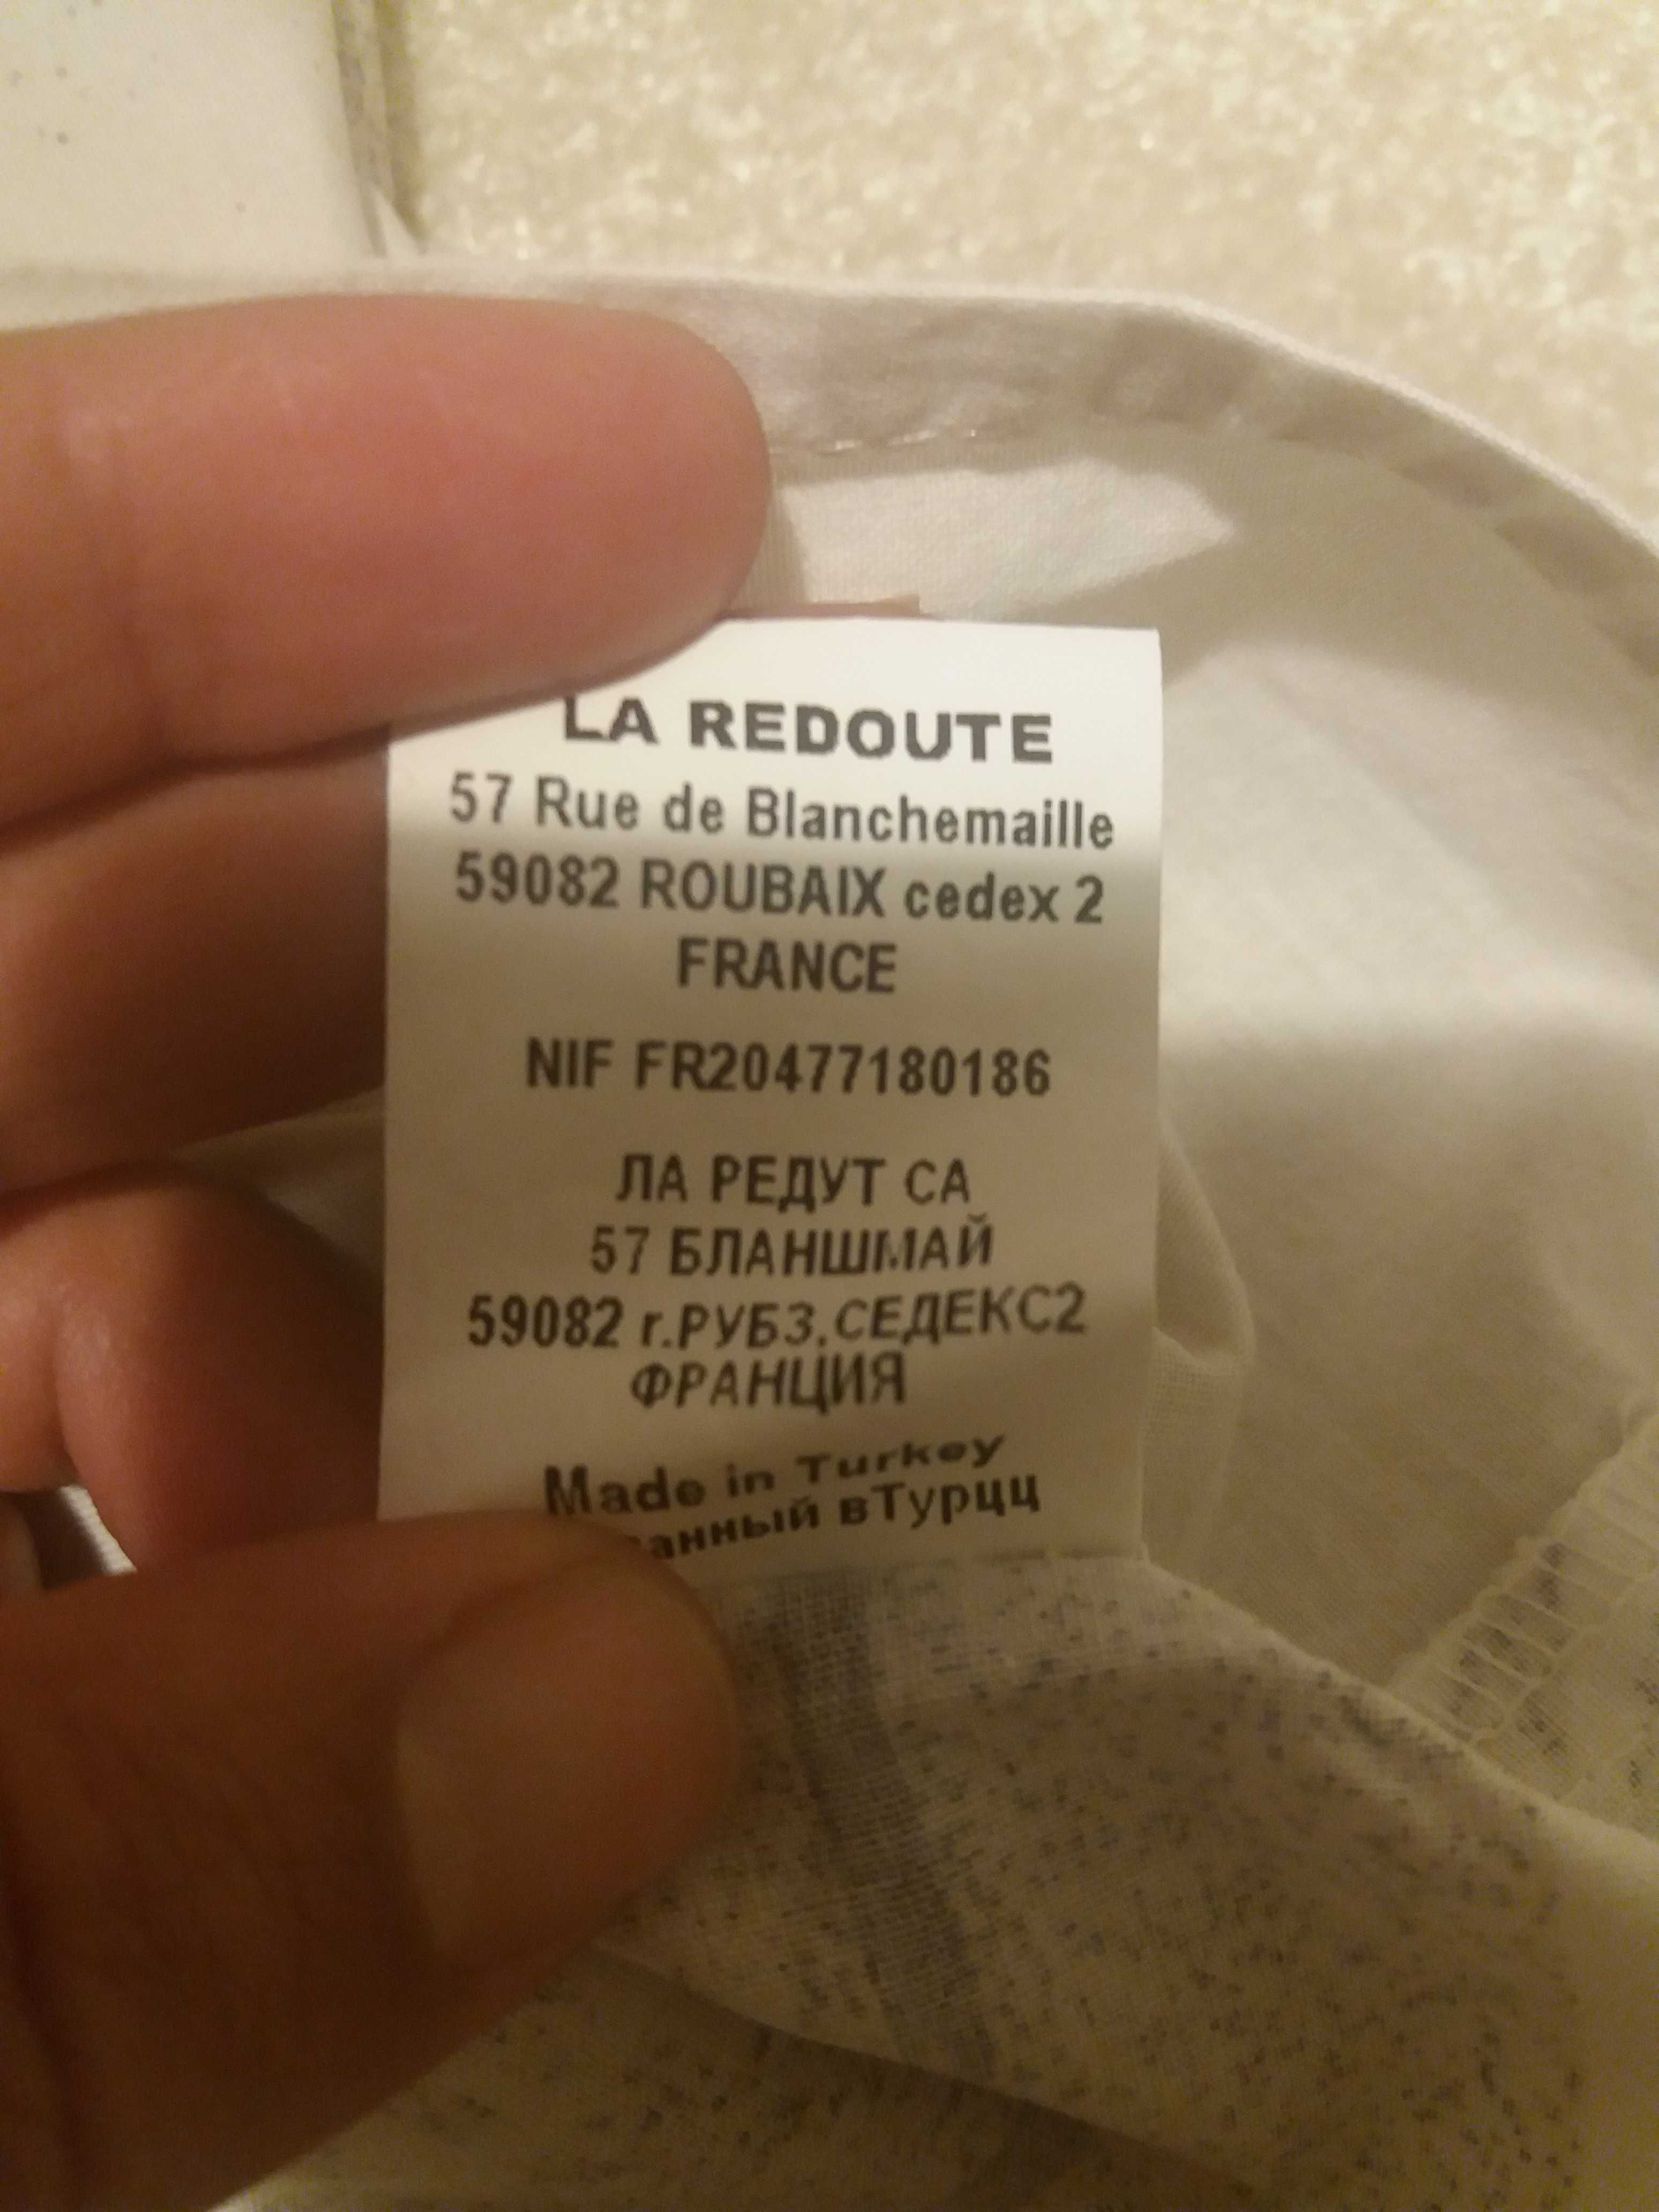 LA REDOUTE
57 Rue de Blanchemaille
59082 ROUBAIX cedex 2
FRANCE
NIF FR20477180186
ЛА РЕДУТ СА
57 БЛАНШМАЙ
59082 г.РУБЗ.СЕДЕКС2
ФРАНЦИЯ
Made in Turkey
вТурцц